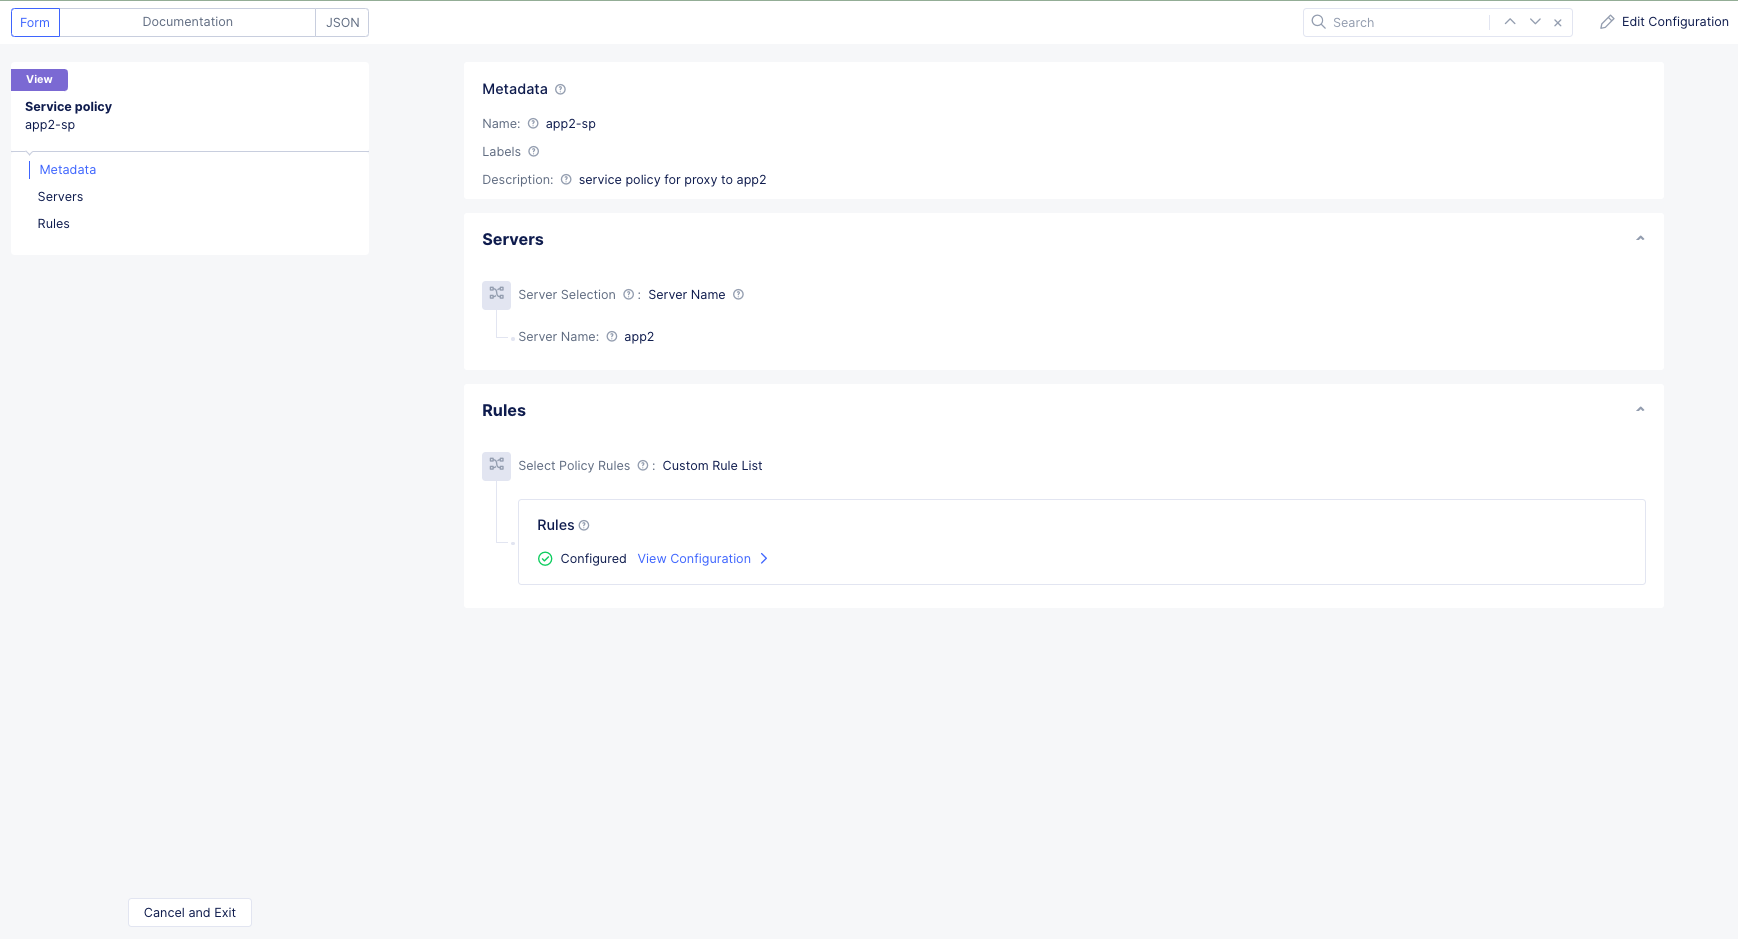 Form
Documentation
JSON
Search
Edit Configuration
View
Service policy
app2-sp
Metadata
Servers
Rules
Metadata
Name: app2-sp
Labels
Description: service policy for proxy to app2
Servers
Server Selection : Server Name
Server Name: app2
Rules
Select Policy Rules : Custom Rule List
Rules
Configured View Configuration
Cancel and Exit